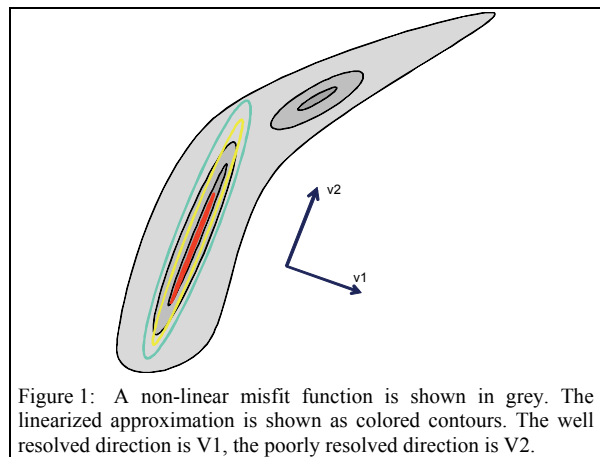 v2
v1
Figure 1: A non-linear misfit function is shown in grey. The
linearized approximation is shown as colored contours. The well
resolved direction is V1, the poorly resolved direction is V2.